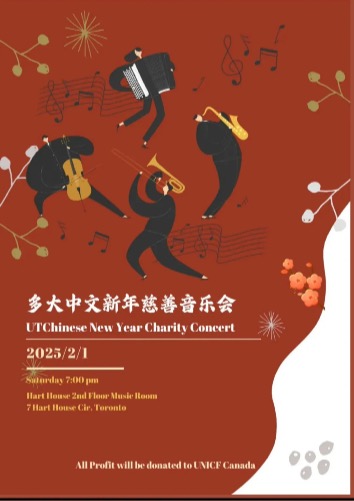 多大中文新年慈善音乐会
UTChinese New Year Charity Concert
2025/2/1
Saturday 7:00 pm
Hart House 2nd Floor Music Room
7 Hart House Cir, Toronto
All Profit will be donated to UNICF Canada